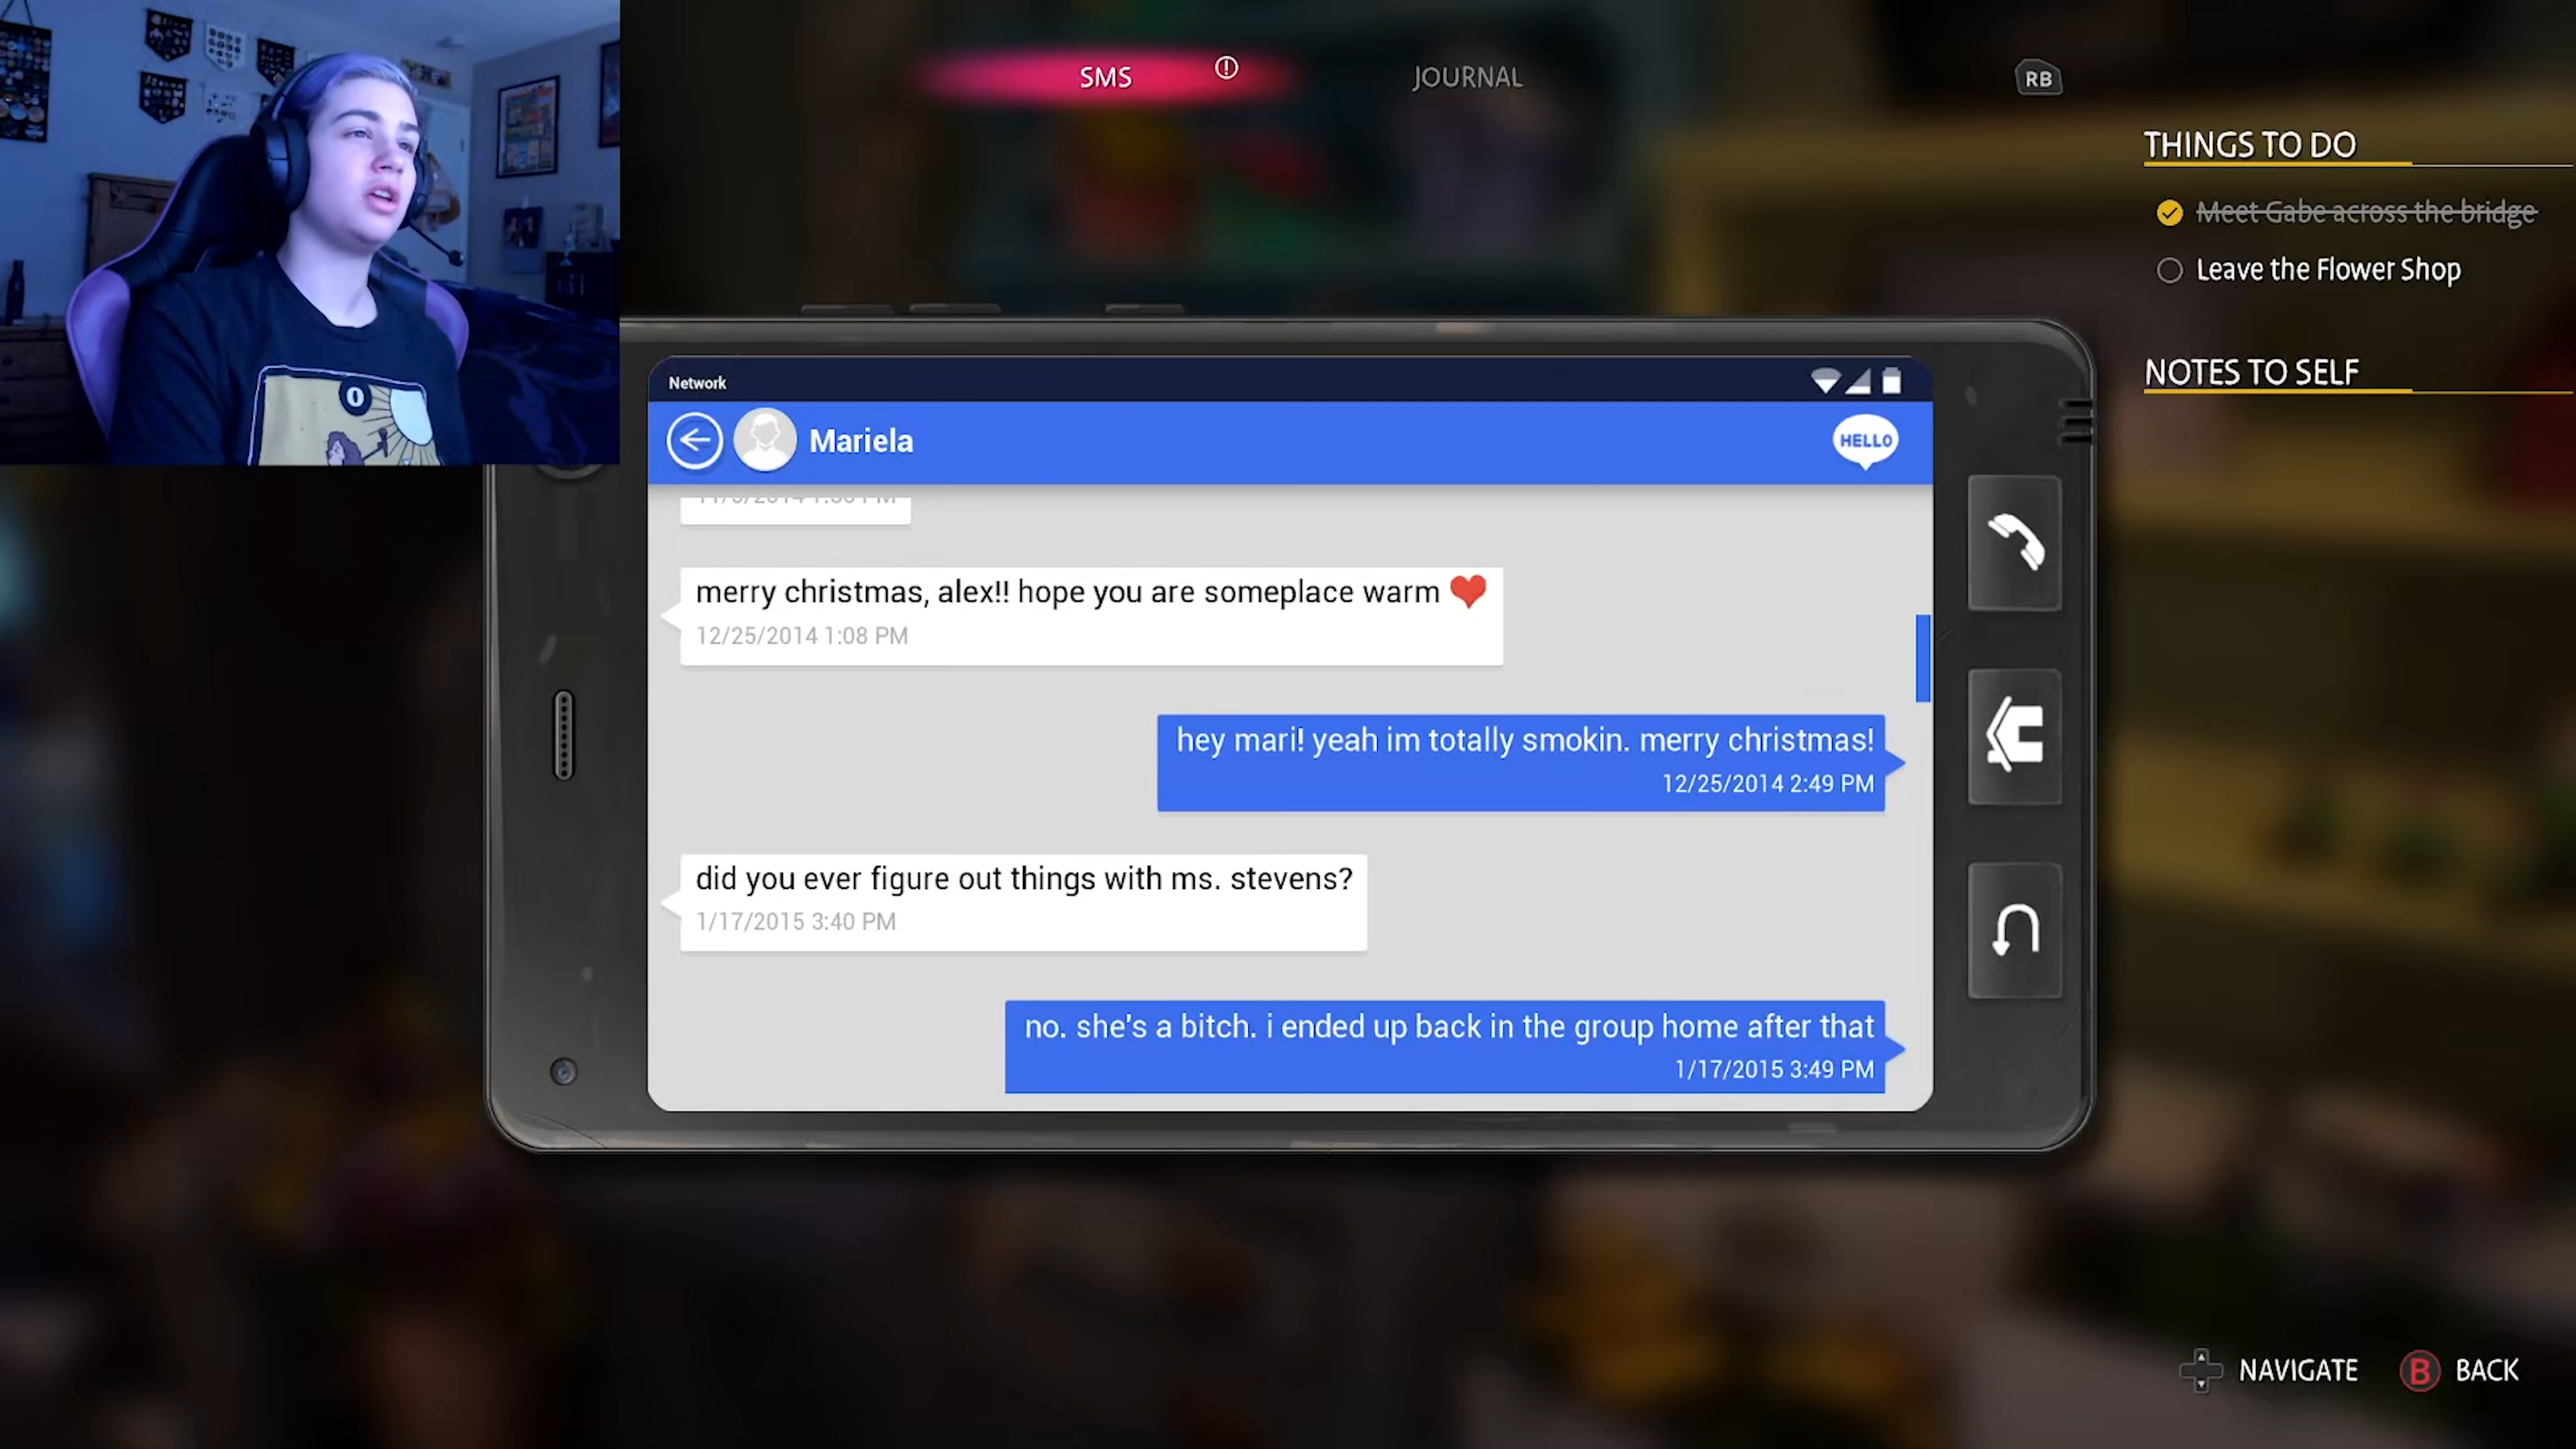 SMS
JOURNAL
RB
THINGS TO DO
Meet Gabe across the bridge
Leave the Flower Shop
NOTES TO SELF
Network
Mariela
HELLO
merry christmas, alex!! hope you are someplace warm ❤
12/25/2014 1:08 PM
hey mari! yeah im totally smokin. merry christmas!
12/25/2014 2:49 PM
did you ever figure out things with ms. stevens?
1/17/2015 3:40 PM
no. she's a bitch. i ended up back in the group home after that
1/17/2015 3:49 PM
NAVIGATE
B BACK
0